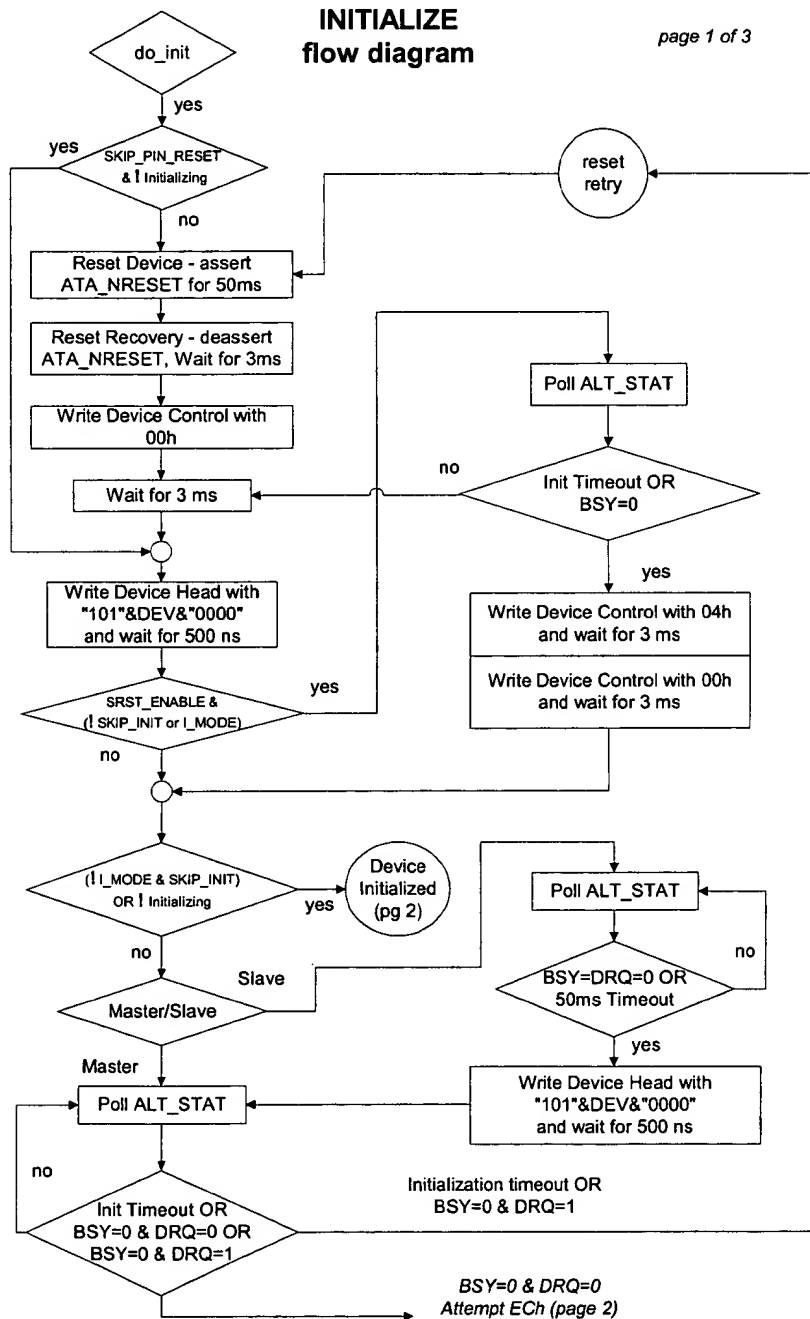 INITIALIZE
flow diagram
page 1 of 3
do_init
yes
yes
SKIP_PIN_RESET
& ! Initializing
no
reset
retry
Reset Device - assert
ATA_NRESET for 50ms
Reset Recovery - deassert
ATA_NRESET, Wait for 3ms
Write Device Control with
00h
Wait for 3 ms
Poll ALT_STAT
no
Init Timeout OR
BSY=0
yes
Write Device Control with 04h
and wait for 3 ms
Write Device Control with 00h
and wait for 3 ms
Write Device Head with
"101"&DEV&"0000"
and wait for 500 ns
SRST_ENABLE &
(! SKIP_INIT or I_MODE)
yes
no
(! I_MODE & SKIP_INIT)
OR ! Initializing
yes
Device
Initialized
(pg 2)
no
Master/Slave
Slave
Master
Poll ALT_STAT
no
BSY=DRQ=0 OR
50ms Timeout
yes
Write Device Head with
"101"&DEV&"0000"
and wait for 500 ns
Poll ALT_STAT
no
Init Timeout OR
BSY=0 & DRQ=0 OR
BSY=0 & DRQ=1
Initialization timeout OR
BSY=0 & DRQ=1
BSY=0 & DRQ=0
Attempt ECh (page 2)